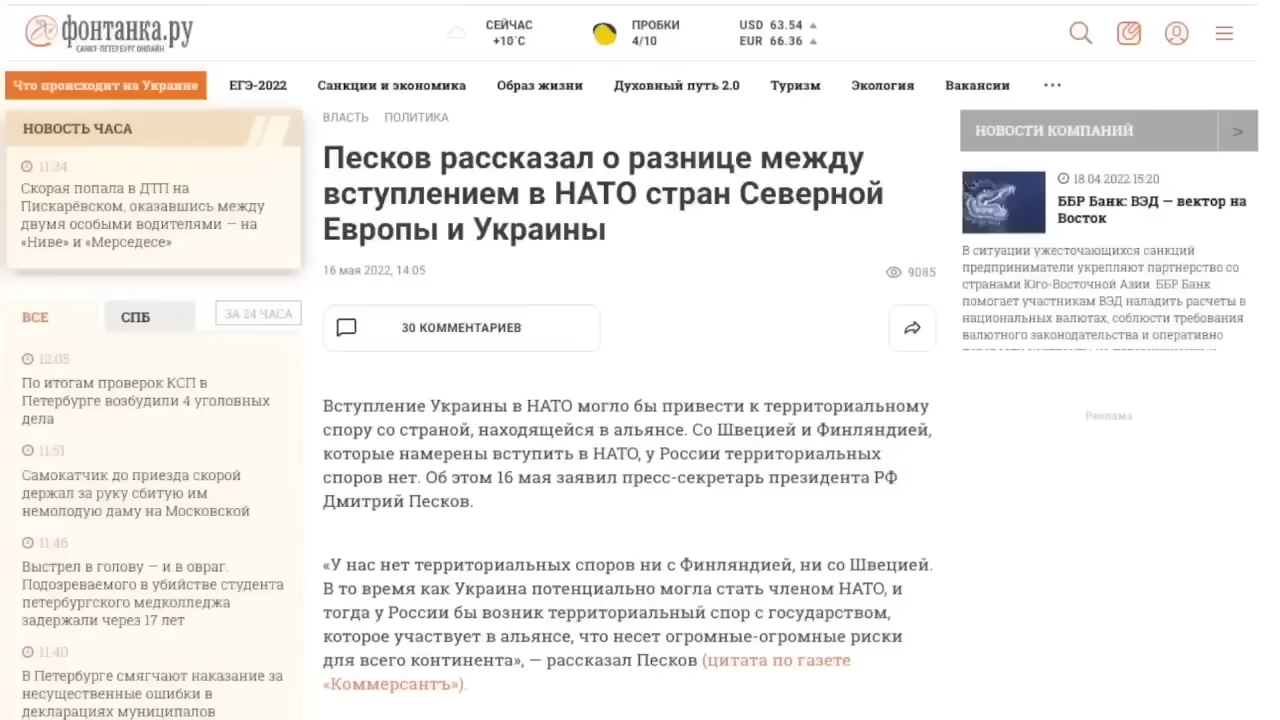 фонтанка.ру
САНКТ-ПЕТЕРБУРГ ОНЛАЙН
СЕЙЧАС
+10°C
ПРОБКИ
4/10
USD 63.54
EUR 66.36
Что происходит на Украине
ЕГЭ-2022
Санкции и экономика
Образ жизни
Духовный путь 2.0
Туризм
Экология
Вакансии
...
НОВОСТЬ ЧАСА
11:34
Скорая попала в ДТП на
Пискарёвском, оказавшись между
двумя особыми водителями — на
«Ниве» и «Мерседесе»
ВСЕ
СПБ
ЗА 24 ЧАСА
12:05
По итогам проверок КСП в
Петербурге возбудили 4 уголовных
дела
11:51
Самокатчик до приезда скорой
держал за руку сбитую им
немолодую даму на Московской
11:46
Выстрел в голову — и в овраг.
Подозреваемого в убийстве студента
петербургского медколледжа
задержали через 17 лет
11:40
В Петербурге смягчают наказание за
несущественные ошибки в
декларациях муниципалов
ВЛАСТЬ ПОЛИТИКА
Песков рассказал о разнице между
вступлением в НАТО стран Северной
Европы и Украины
16 мая 2022, 14:05
9085
30 КОММЕНТАРИЕВ
Вступление Украины в НАТО могло бы привести к территориальному
спору со страной, находящейся в альянсе. Со Швецией и Финляндией,
которые намерены вступить в НАТО, у России территориальных
споров нет. Об этом 16 мая заявил пресс-секретарь президента РФ
Дмитрий Песков.
«У нас нет территориальных споров ни с Финляндией, ни со Швецией.
В то время как Украина потенциально могла стать членом НАТО, и
тогда у России бы возник территориальный спор с государством,
которое участвует в альянсе, что несет огромные-огромные риски
для всего континента», — рассказал Песков (цитата по газете
«Коммерсантъ»).
НОВОСТИ КОМПАНИЙ >
18.04.2022 15:20
ББР Банк: ВЭД — вектор на
Восток
В ситуации ужесточающихся санкций
предприниматели укрепляют партнерство со
странами Юго-Восточной Азии. ББР Банк
помогает участникам ВЭД наладить расчеты в
национальных валютах, соблюсти требования
валютного законодательства и оперативно
Реклама